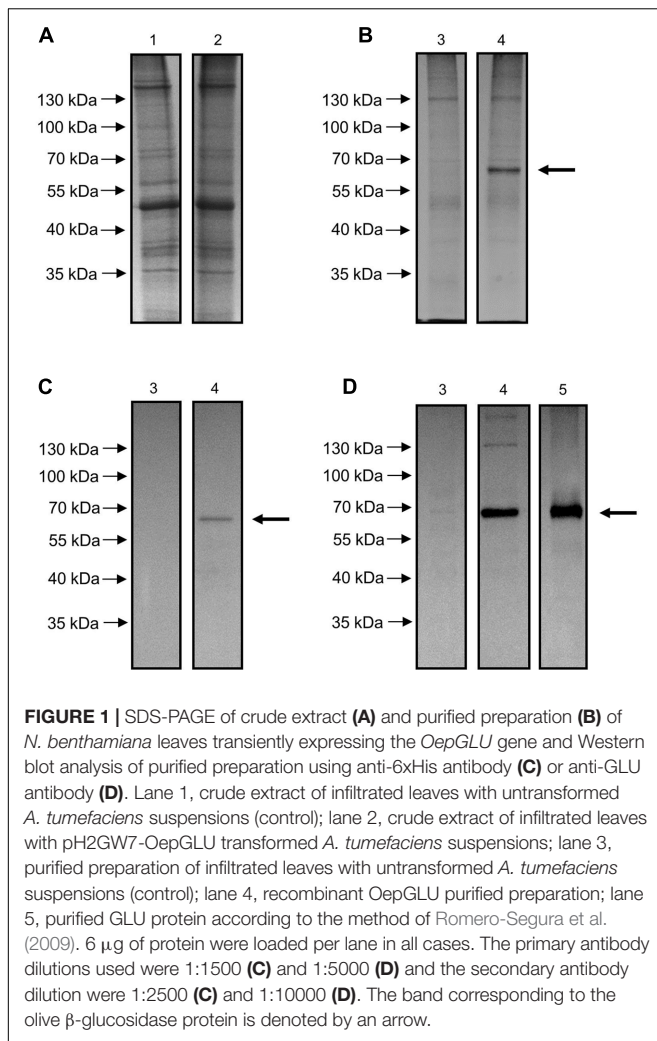 A
1 2
130 kDa
100 kDa
70 kDa
55 kDa
40 kDa
35 kDa
B
3 4
130 kDa
100 kDa
70 kDa
55 kDa
40 kDa
35 kDa
C
3 4
130 kDa
100 kDa
70 kDa
55 kDa
40 kDa
35 kDa
D
3 4 5
130 kDa
100 kDa
70 kDa
55 kDa
40 kDa
35 kDa
FIGURE 1 | SDS-PAGE of crude extract (A) and purified preparation (B) of
N. benthamiana leaves transiently expressing the OepGLU gene and Western
blot analysis of purified preparation using anti-6xHis antibody (C) or anti-GLU
antibody (D). Lane 1, crude extract of infiltrated leaves with untransformed
A. tumefaciens suspensions (control); lane 2, crude extract of infiltrated leaves
with pH2GW7-OepGLU transformed A. tumefaciens suspensions; lane 3,
purified preparation of infiltrated leaves with untransformed A. tumefaciens
suspensions (control); lane 4, recombinant OepGLU purified preparation; lane
5, purified GLU protein according to the method of Romero-Segura et al.
(2009). 6 μg of protein were loaded per lane in all cases. The primary antibody
dilutions used were 1:1500 (C) and 1:5000 (D) and the secondary antibody
dilution were 1:2500 (C) and 1:10000 (D). The band corresponding to the
olive β-glucosidase protein is denoted by an arrow.